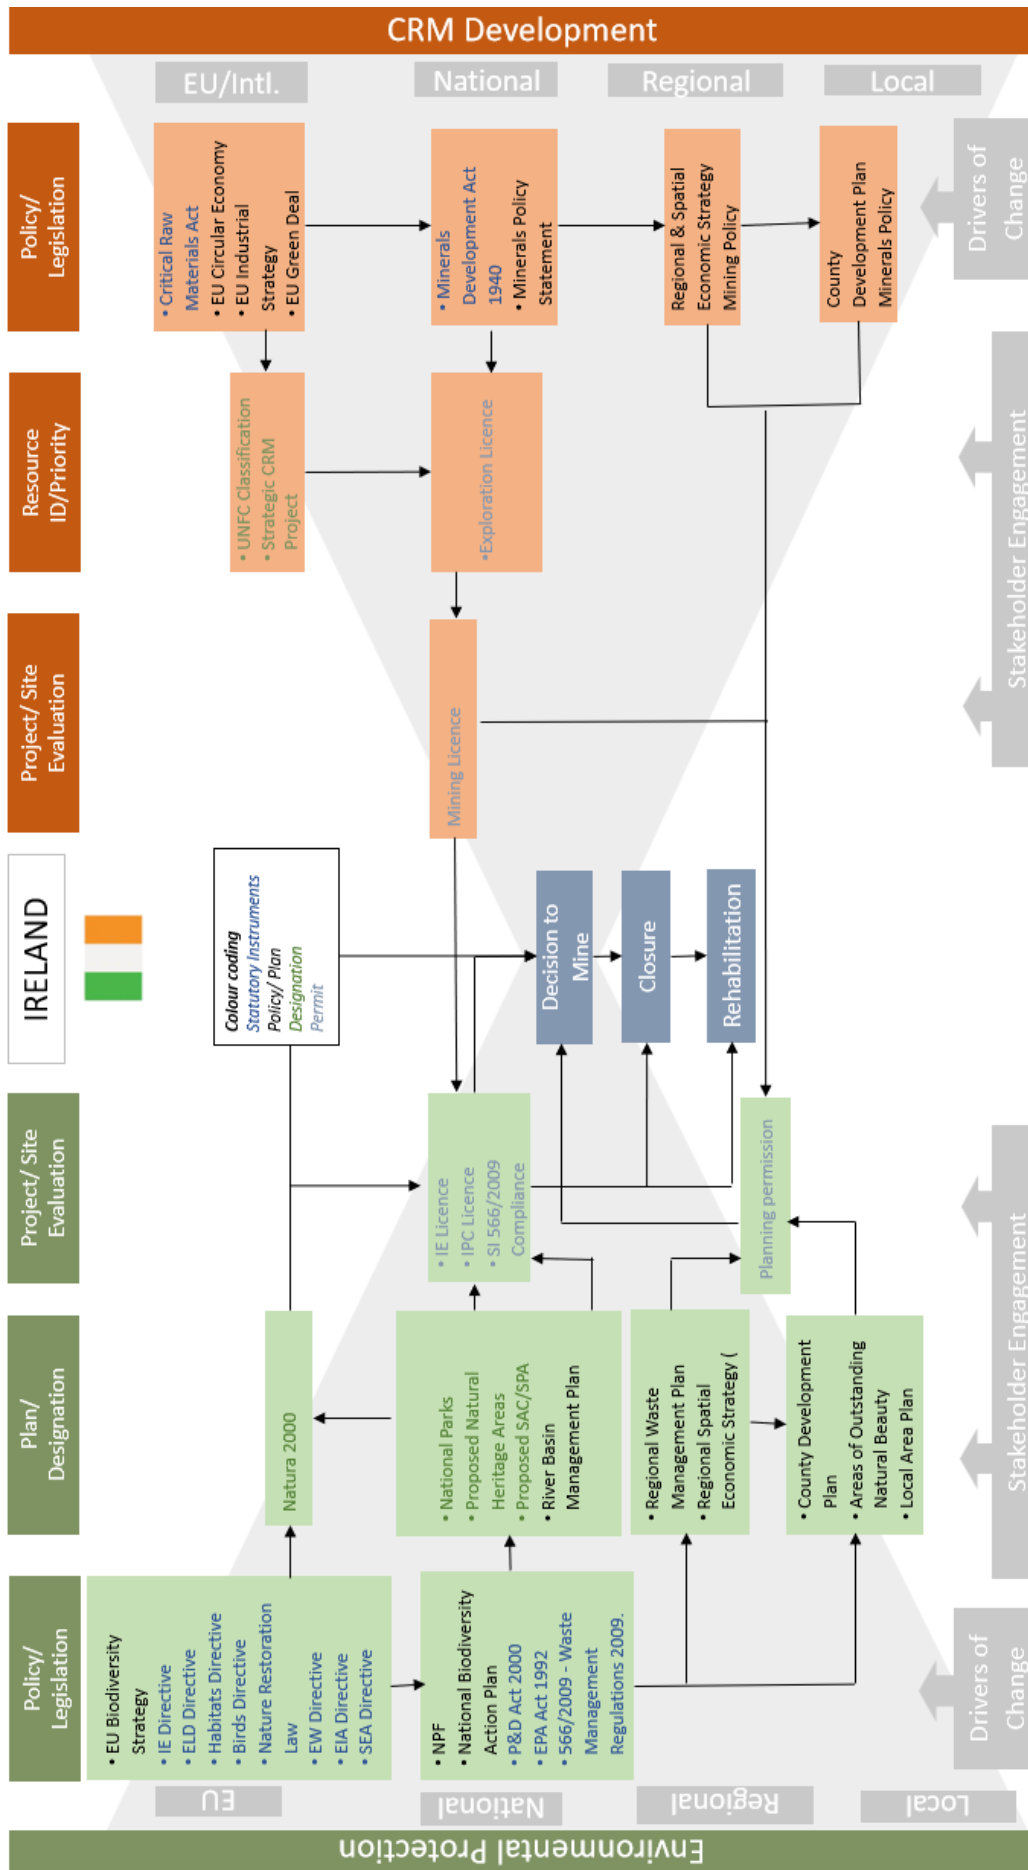 Environmental Protection
EU
National
Regional
Local
Policy/
Legislation
Plan/
Designation
Project/ Site
Evaluation
IRELAND
Project/ Site
Evaluation
Resource
ID/Priority
Policy/
Legislation
CRM Development
EU/Intl.
National
Regional
Local
• EU Biodiversity
Strategy
• IE Directive
• ELD Directive
• Habitats Directive
• Birds Directive
• Nature Restoration
Law
• EW Directive
• EIA Directive
• SEA Directive
Natura 2000
Colour coding
Statutory Instruments
Policy/ Plan
Designation
Permit
• UNFC Classification
• Strategic CRM
Project
• Critical Raw
Materials Act
• EU Circular Economy
• EU Industrial
Strategy
• EU Green Deal
• NPF
• National Biodiversity
Action Plan
• P&D Act 2000
• EPA Act 1992
• 566/2009 - Waste
Management
Regulations 2009.
• National Parks
• Proposed Natural
Heritage Areas
• Proposed SAC/SPA
• River Basin
Management Plan
• IE Licence
• IPC Licence
• SI 566/2009
Compliance
Mining Licence
•Exploration Licence
• Minerals
Development Act
1940
• Minerals Policy
Statement
Decision to
Mine
Closure
Rehabilitation
• Regional Waste
Management Plan
• Regional Spatial
Economic Strategy (
Planning permission
Regional & Spatial
Economic Strategy
Mining Policy
• County Development
Plan
• Areas of Outstanding
Natural Beauty
• Local Area Plan
County
Development Plan
Minerals Policy
Drivers of
Change
Stakeholder Engagement
Stakeholder Engagement
Drivers of
Change